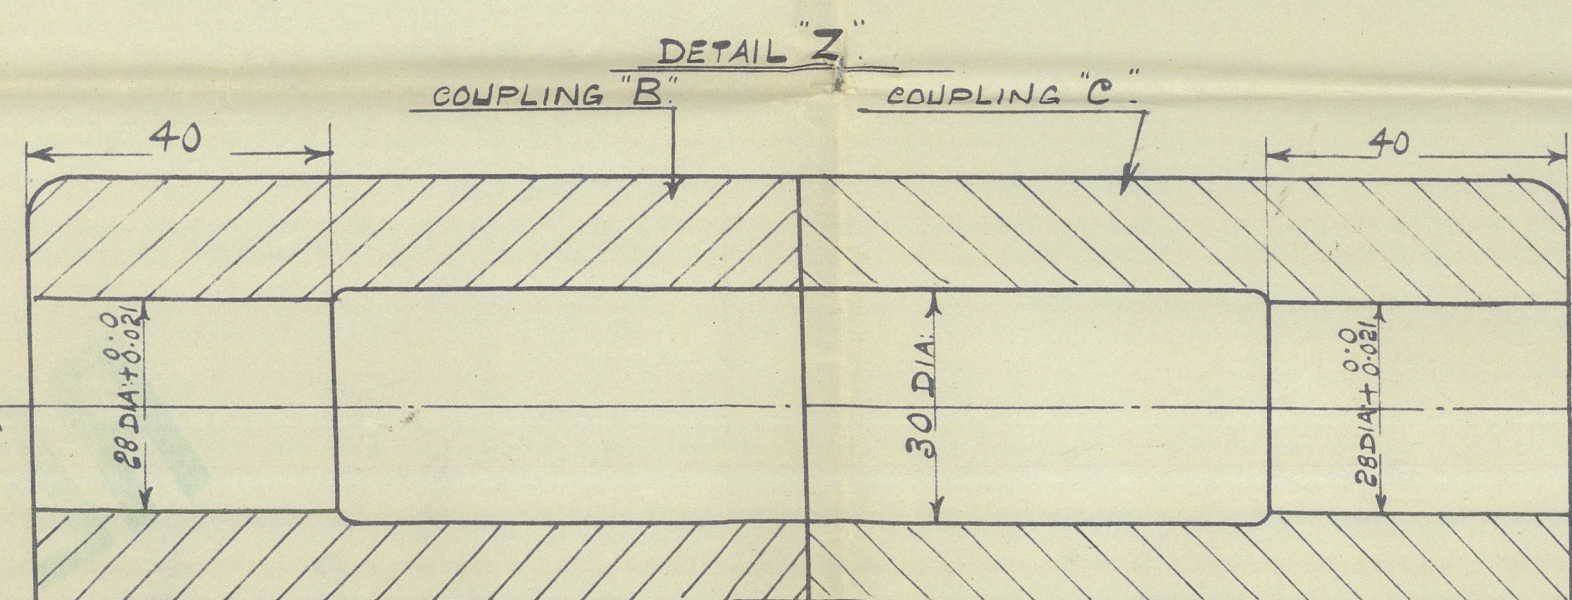 DETAIL "Z".
COUPLING "B".
COUPLING "C".
40
40
28 DIA:+ 0.0
0.021
30 DIA:
28 DIA:+ 0.0
0.021